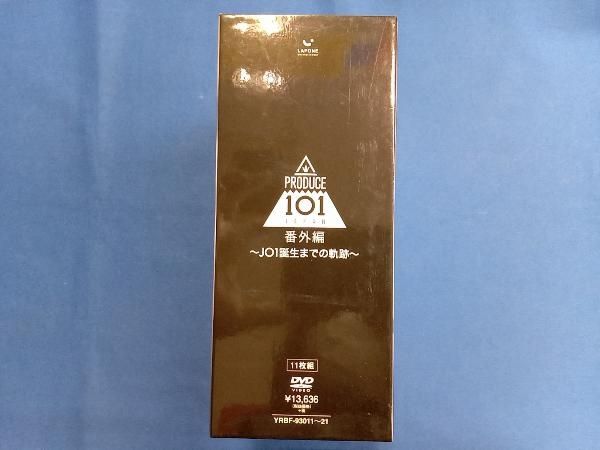 LAPONE
PRODUCE
101
JAPAN
番外編
～JO1誕生までの軌跡～
11枚組
DVD
VIDEO
¥13,636
+税
YRBF-93011～21